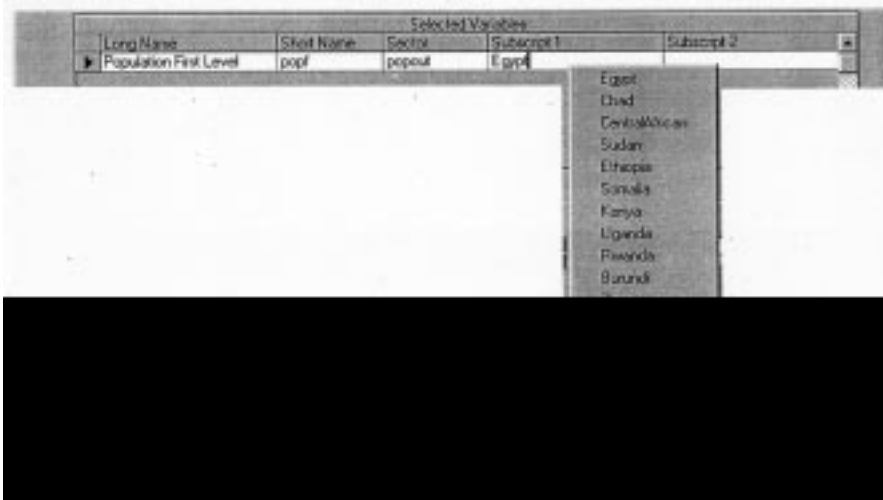 Selected Variables
Long Name Short Name Sector Subscript 1 Subscript 2
Population First Level popf popout Egypt
Egypt
Chad
CentralAfrican
Sudan
Ethiopia
Somalia
Kenya
Uganda
Rwanda
Burundi